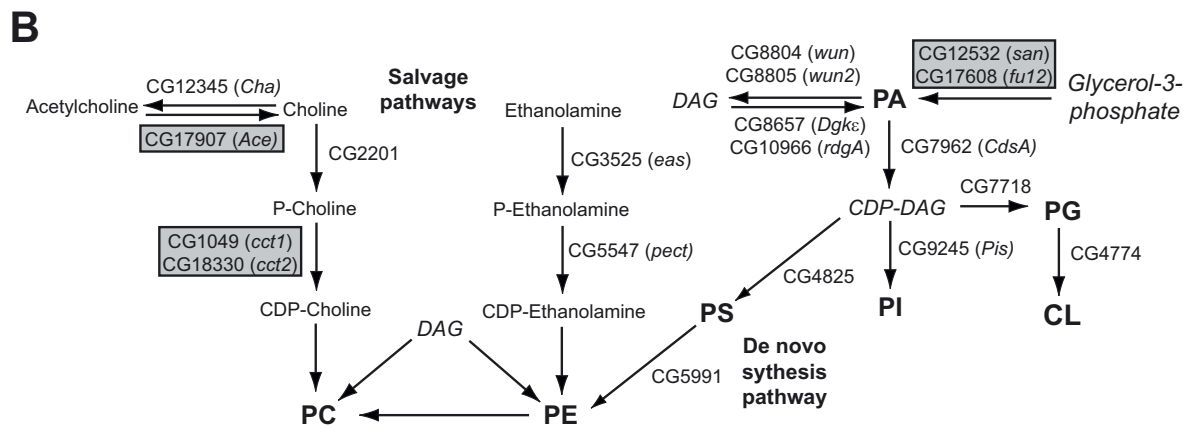 B
CG12345 (Cha)
Acetylcholine
Choline
CG17907 (Ace)
CG2201
P-Choline
CG1049 (cct1)
CG18330 (cct2)
CDP-Choline
PC
Salvage
pathways
Ethanolamine
CG3525 (eas)
P-Ethanolamine
CG5547 (pect)
CDP-Ethanolamine
DAG
PE
CG8804 (wun)
CG8805 (wun2)
DAG
PA
CG8657 (Dgkε)
CG10966 (rdgA)
CG12532 (san)
CG17608 (fu12)
Glycerol-3-
phosphate
CG7962 (CdsA)
CDP-DAG
CG7718
PG
CG9245 (Pis)
CG4774
CG4825
PS
PI
CL
CG5991
De novo
sythesis
pathway